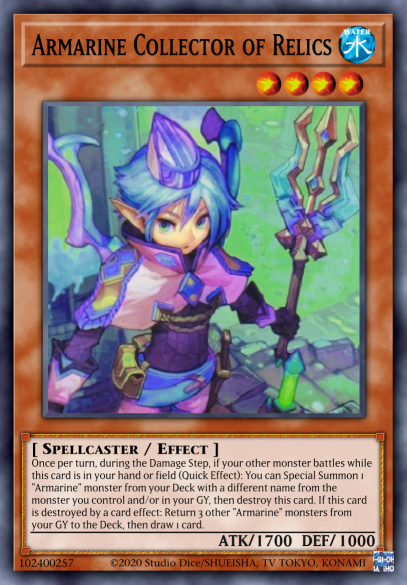 ARMARINE COLLECTOR OF RELICS
WATER
水
[ SPELLCASTER / EFFECT ]
Once per turn, during the Damage Step, if your other monster battles while
this card is in your hand or field (Quick Effect): You can Special Summon 1
"Armarine" monster from your Deck with a different name from the
monster you control and/or in your GY, then destroy this card. If this card
is destroyed by a card effect: Return 3 other "Armarine" monsters from
your GY to the Deck, then draw 1 card.
ATK/1700 DEF/1000
102400257
©2020 Studio Dice/SHUEISHA, TV TOKYO, KONAMI